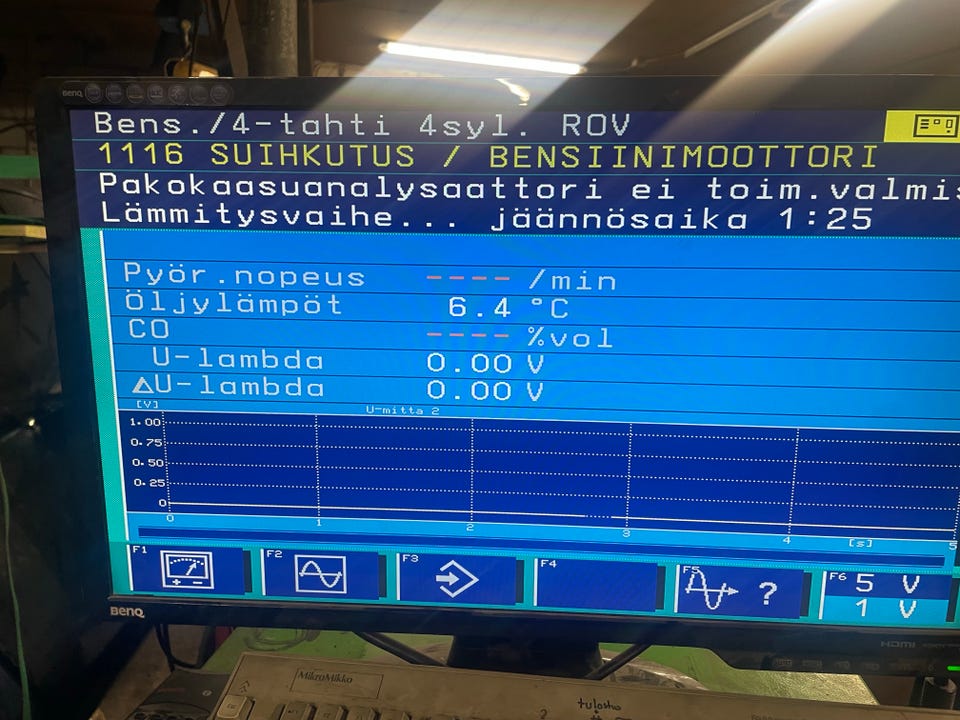 BenQ
Bens./4-tahti 4syl. ROV
1116 SUIHKUTUS / BENSIINIMOOTTORI
Pakokaasuanalysaattori ei toim.valmis
Lämmitysvaihe... jäännösaika 1:25
Pyör.nopeus ---- /min
Öljylämpöt 6.4 °C
CO ---- %vol
U-lambda 0.00 V
△U-lambda 0.00 V
[V] U-mitta 2
1.00
0.75
0.50
0.25
0
0 1 2 3 4 [s] 5
F1 F2 F3 F4 F5 ? F6 5 V
1 V
BenQ
HDMI
MikroMikko
Esc
? tulosta
#